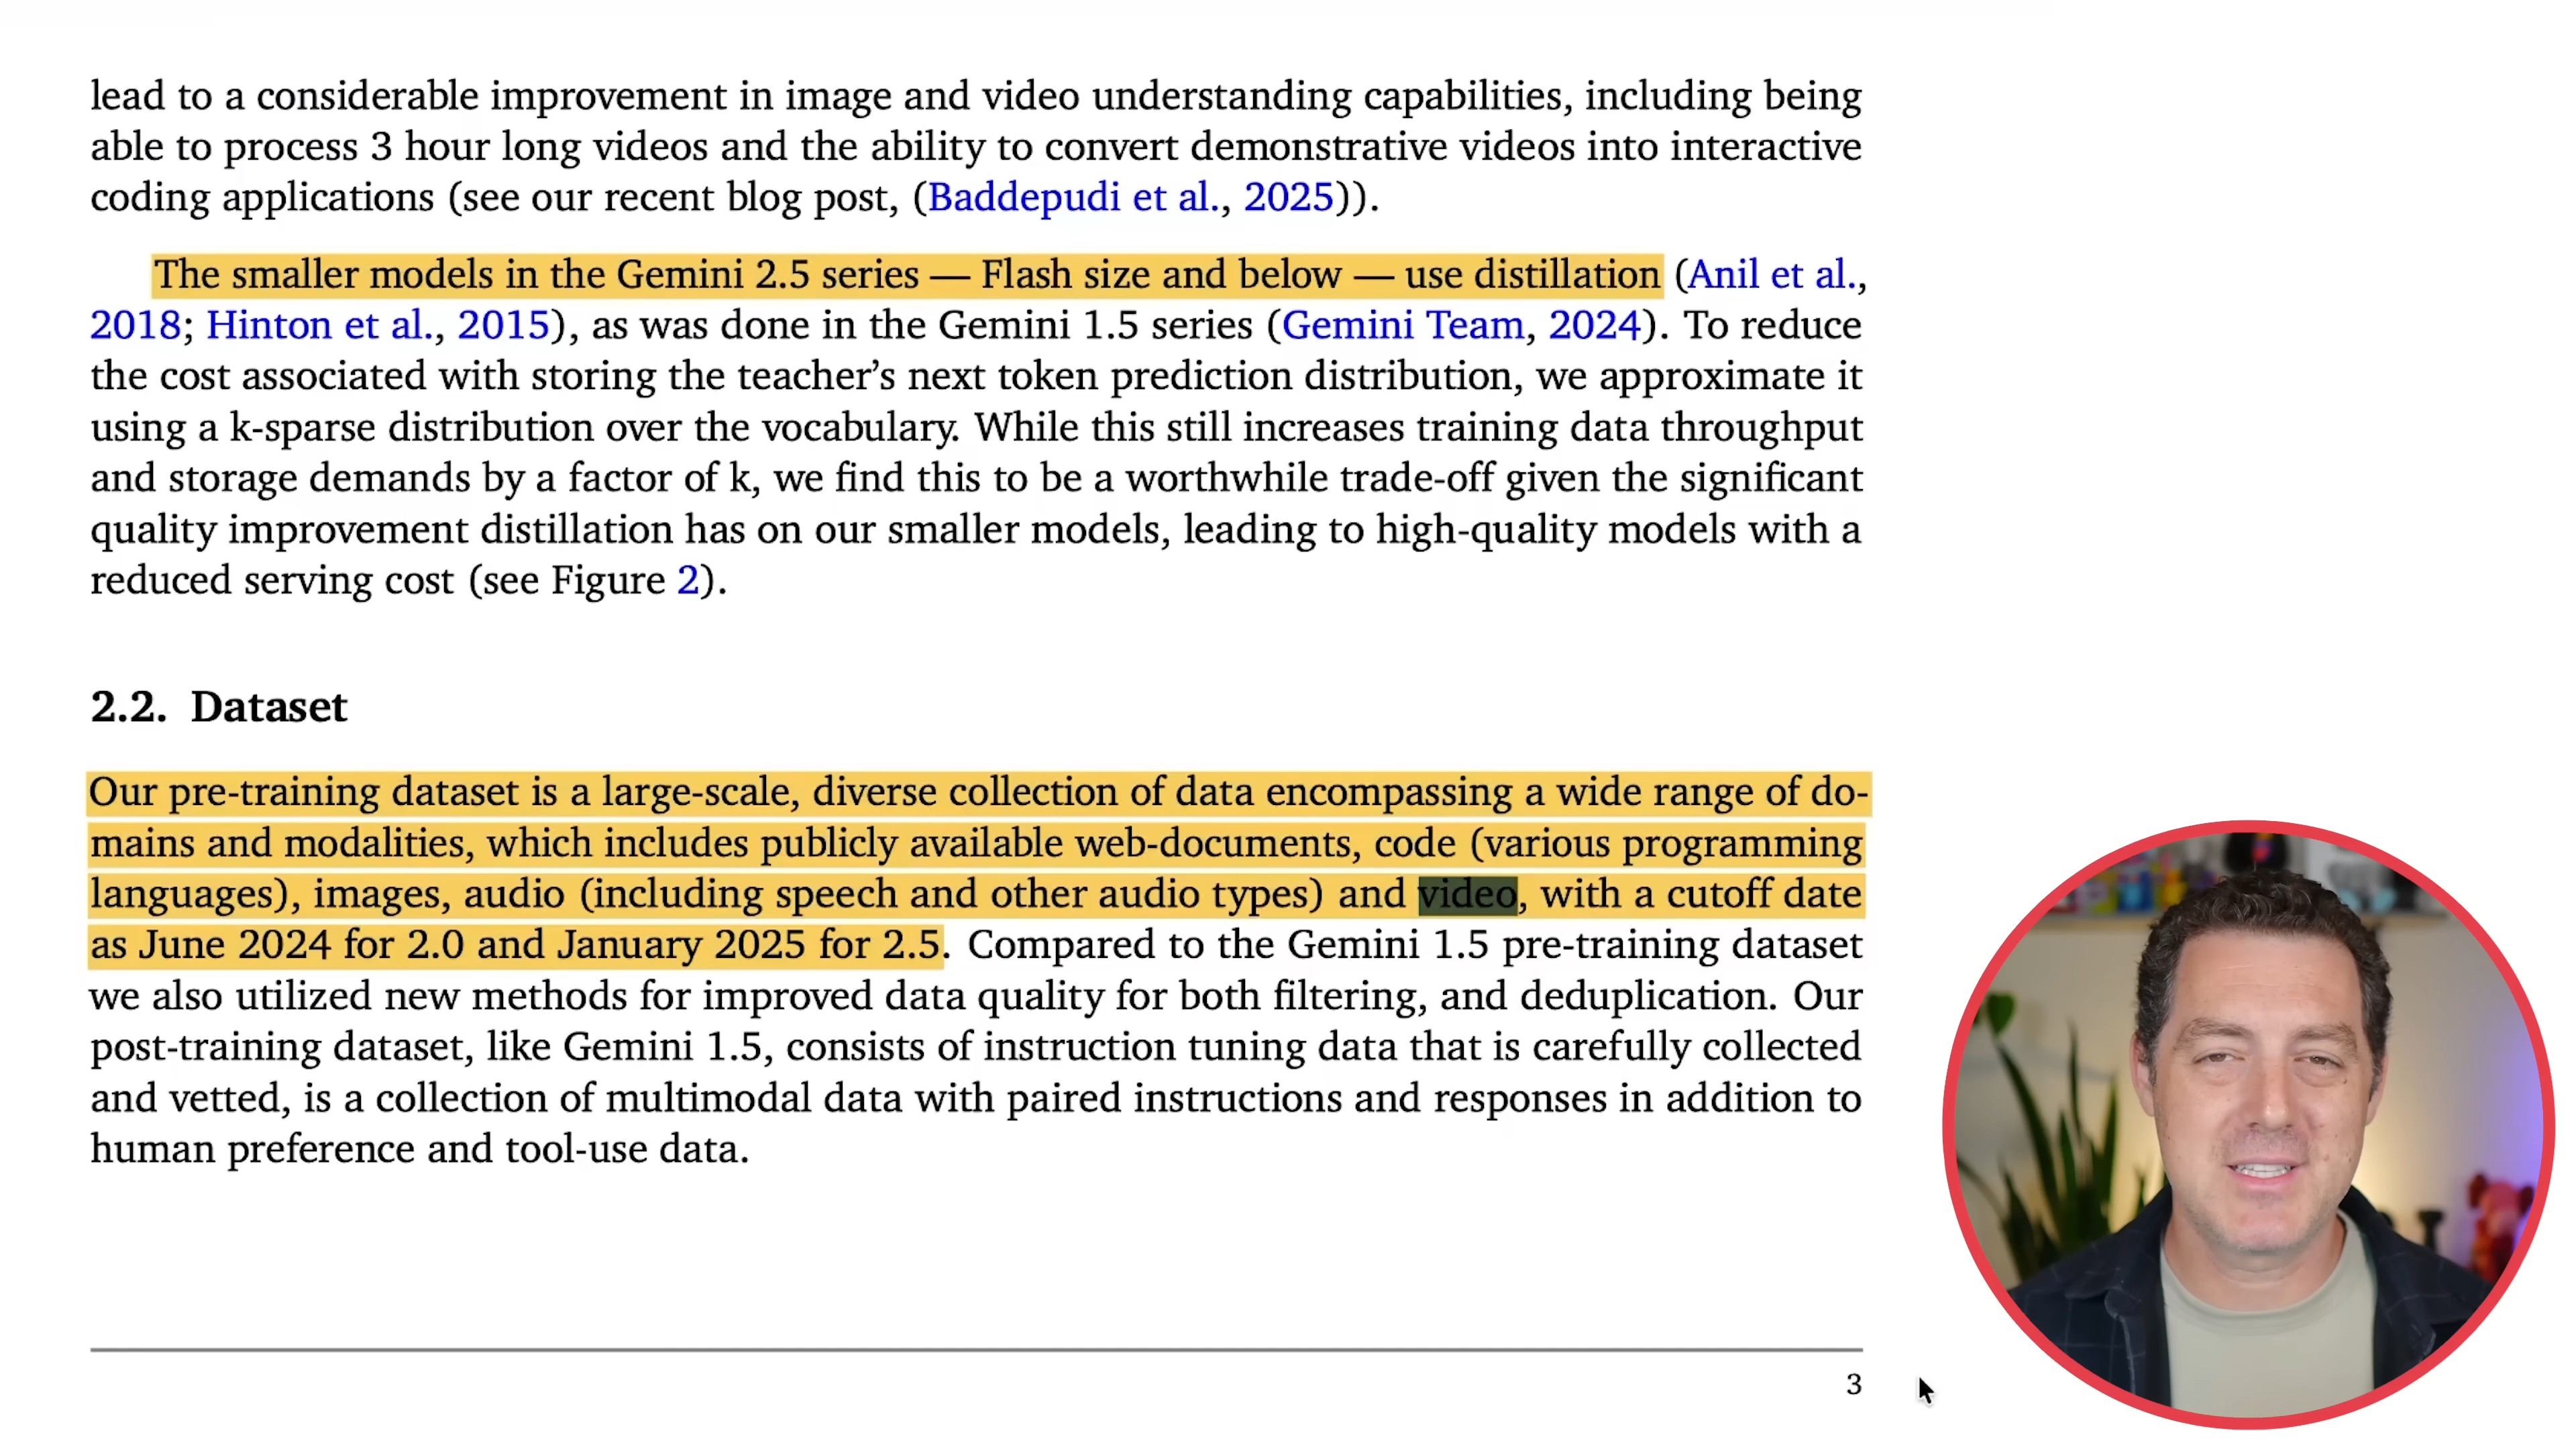 lead to a considerable improvement in image and video understanding capabilities, including being
able to process 3 hour long videos and the ability to convert demonstrative videos into interactive
coding applications (see our recent blog post, (Baddepudi et al., 2025)).
The smaller models in the Gemini 2.5 series — Flash size and below — use distillation (Anil et al.,
2018; Hinton et al., 2015), as was done in the Gemini 1.5 series (Gemini Team, 2024). To reduce
the cost associated with storing the teacher’s next token prediction distribution, we approximate it
using a k-sparse distribution over the vocabulary. While this still increases training data throughput
and storage demands by a factor of k, we find this to be a worthwhile trade-off given the significant
quality improvement distillation has on our smaller models, leading to high-quality models with a
reduced serving cost (see Figure 2).
2.2. Dataset
Our pre-training dataset is a large-scale, diverse collection of data encompassing a wide range of do-
mains and modalities, which includes publicly available web-documents, code (various programming
languages), images, audio (including speech and other audio types) and video, with a cutoff date
as June 2024 for 2.0 and January 2025 for 2.5. Compared to the Gemini 1.5 pre-training dataset
we also utilized new methods for improved data quality for both filtering, and deduplication. Our
post-training dataset, like Gemini 1.5, consists of instruction tuning data that is carefully collected
and vetted, is a collection of multimodal data with paired instructions and responses in addition to
human preference and tool-use data.
3